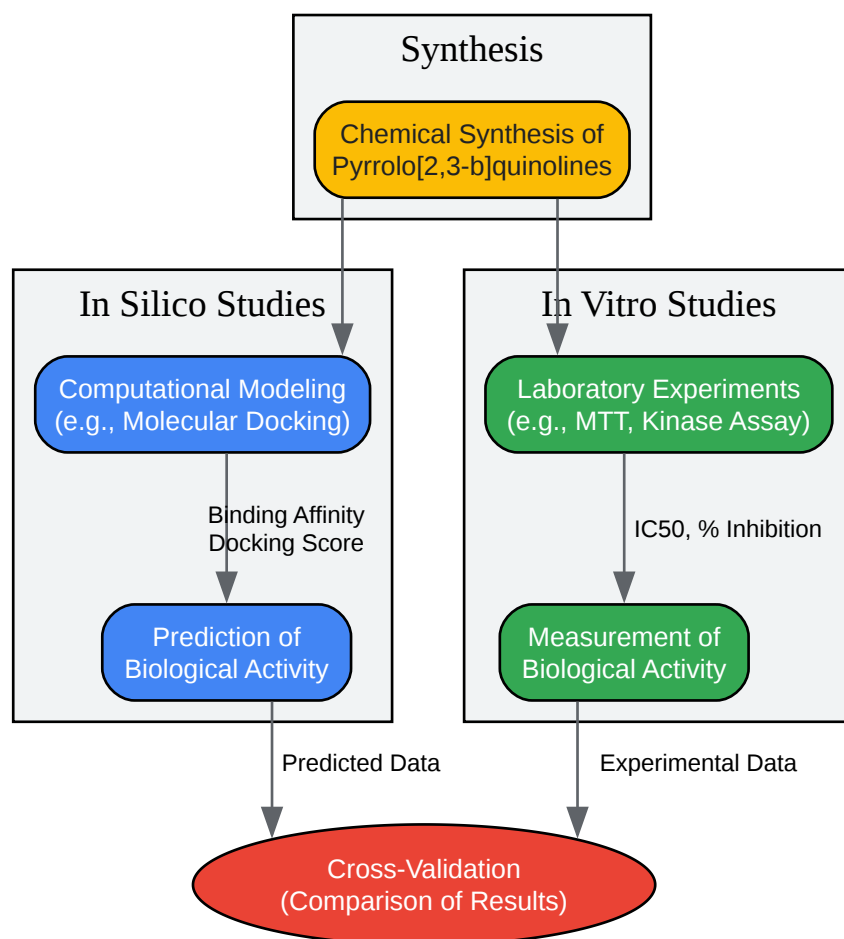 Synthesis
Chemical Synthesis of
Pyrrolo[2,3-b]quinolines
In Silico Studies
Computational Modeling
(e.g., Molecular Docking)
Binding Affinity
Docking Score
Prediction of
Biological Activity
In Vitro Studies
Laboratory Experiments
(e.g., MTT, Kinase Assay)
IC50, % Inhibition
Measurement of
Biological Activity
Predicted Data
Experimental Data
Cross-Validation
(Comparison of Results)